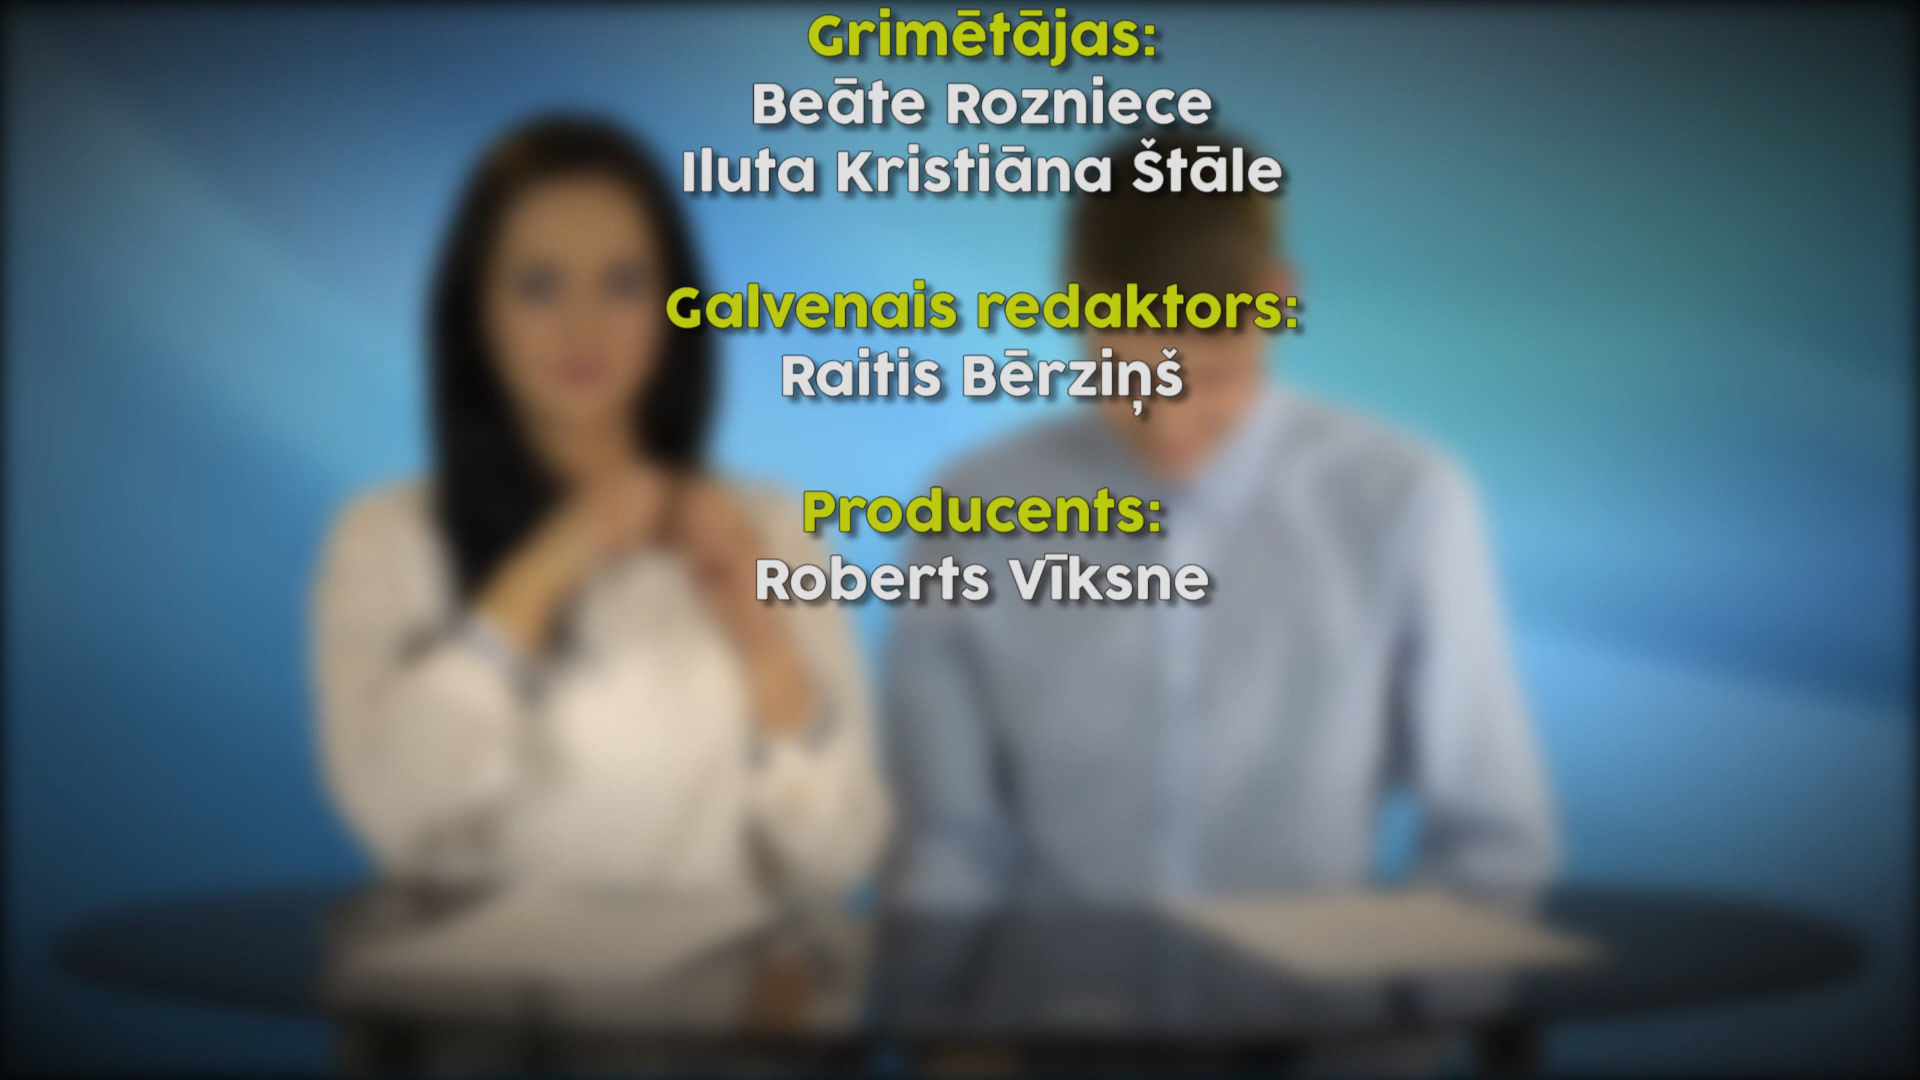 Grimētājas:
Beāte Rozniece
Iluta Kristiāna Štāle
Galvenais redaktors:
Raitis Bērziņš
Producents:
Roberts Vīksne